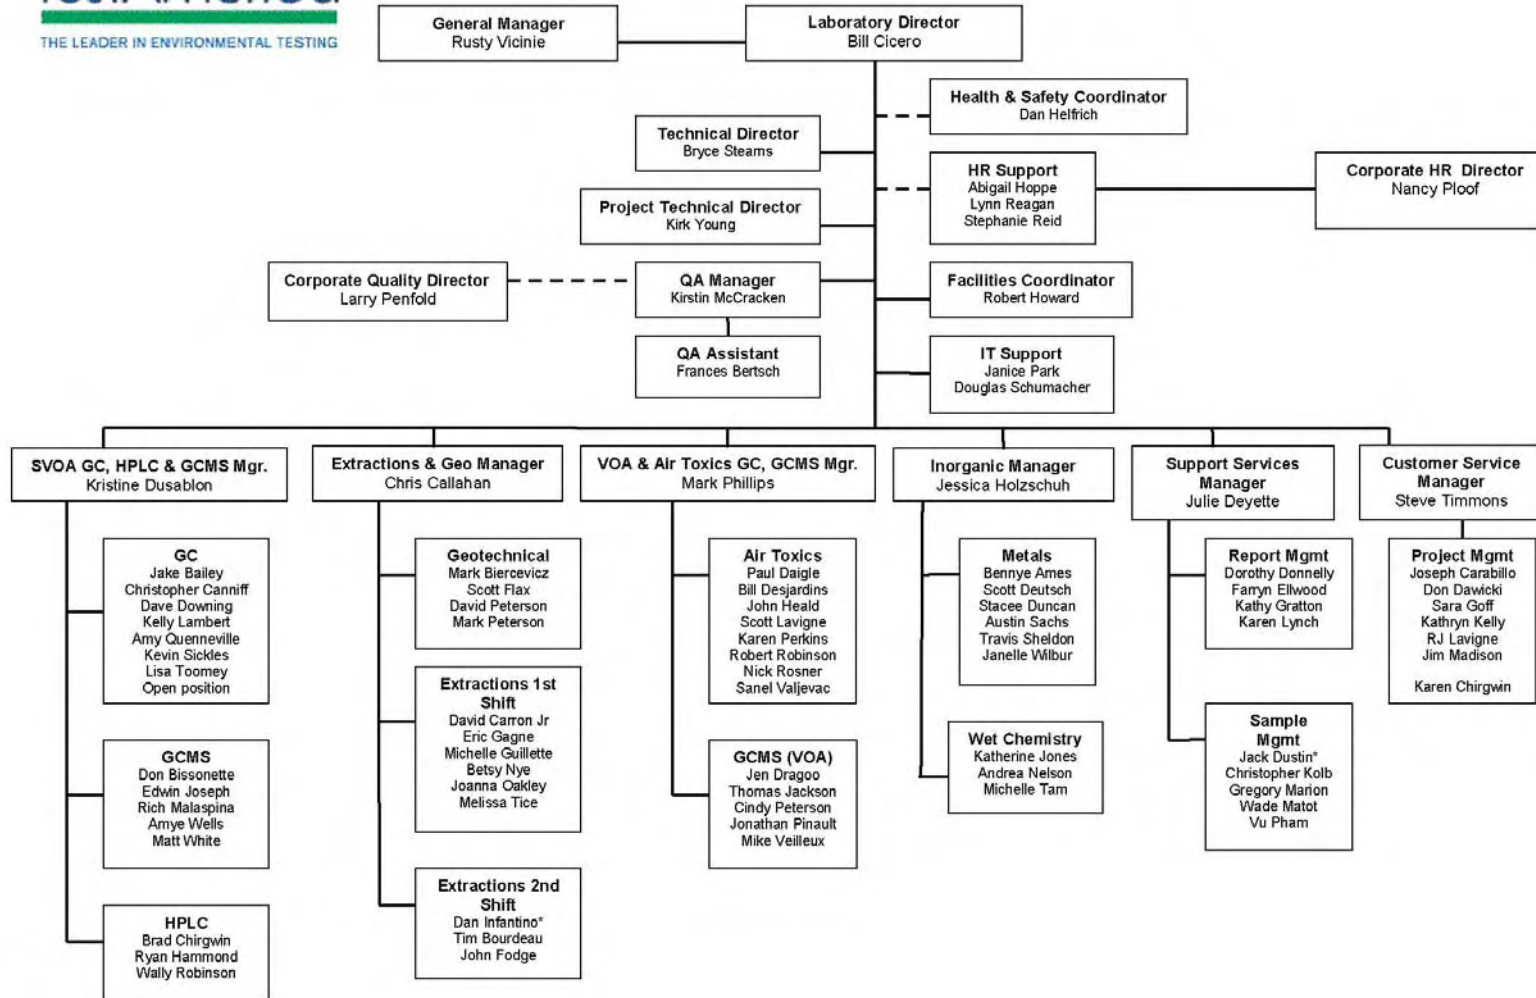 THE LEADER IN ENVIRONMENTAL TESTING
General Manager
Rusty Vicinie
Laboratory Director
Bill Cicero
Health & Safety Coordinator
Dan Helfrich
Technical Director
Bryce Stearns
HR Support
Abigail Hoppe
Lynn Reagan
Stephanie Reid
Corporate HR Director
Nancy Ploof
Project Technical Director
Kirk Young
Corporate Quality Director
Larry Penfold
QA Manager
Kirstin McCracken
Facilities Coordinator
Robert Howard
QA Assistant
Frances Bertsch
IT Support
Janice Park
Douglas Schumacher
SVOA GC, HPLC & GCMS Mgr.
Kristine Dusablon
GC
Jake Bailey
Christopher Canniff
Dave Downing
Kelly Lambert
Amy Quenneville
Kevin Sickles
Lisa Toomey
Open position
GCMS
Don Bissonette
Edwin Joseph
Rich Malaspina
Amye Wells
Matt White
HPLC
Brad Chirgwin
Ryan Hammond
Wally Robinson
Extractions & Geo Manager
Chris Callahan
Geotechnical
Mark Biercevicz
Scott Flax
David Peterson
Mark Peterson
Extractions 1st
Shift
David Carron Jr
Eric Gagne
Michelle Guillette
Betsy Nye
Joanna Oakley
Melissa Tice
Extractions 2nd
Shift
Dan Infantino*
Tim Bourdeau
John Fodge
VOA & Air Toxics GC, GCMS Mgr.
Mark Phillips
Air Toxics
Paul Daigle
Bill Desjardins
John Heald
Scott Lavigne
Karen Perkins
Robert Robinson
Nick Rosner
Sanel Valjevac
GCMS (VOA)
Jen Dragoo
Thomas Jackson
Cindy Peterson
Jonathan Pinault
Mike Veilleux
Inorganic Manager
Jessica Holzschuh
Metals
Bennye Ames
Scott Deutsch
Stacee Duncan
Austin Sachs
Travis Sheldon
Janelle Wilbur
Wet Chemistry
Katherine Jones
Andrea Nelson
Michelle Tam
Support Services
Manager
Julie Deyette
Report Mgmt
Dorothy Donnelly
Farryn Ellwood
Kathy Gratton
Karen Lynch
Sample
Mgmt
Jack Dustin*
Christopher Kolb
Gregory Marion
Wade Matot
Vu Pham
Customer Service
Manager
Steve Timmons
Project Mgmt
Joseph Carabillo
Don Dawicki
Sara Goff
Kathryn Kelly
RJ Lavigne
Jim Madison
Karen Chirgwin